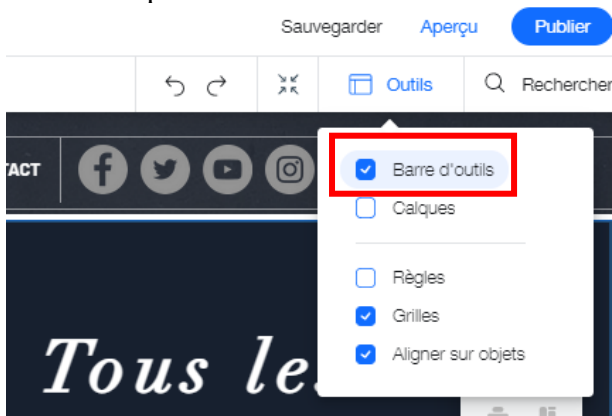 Sauvegarder Aperçu Publier
Outils Rechercher
TACT
Barre d'outils
Calques
Règles
Grilles
Aligner sur objets
Tous le